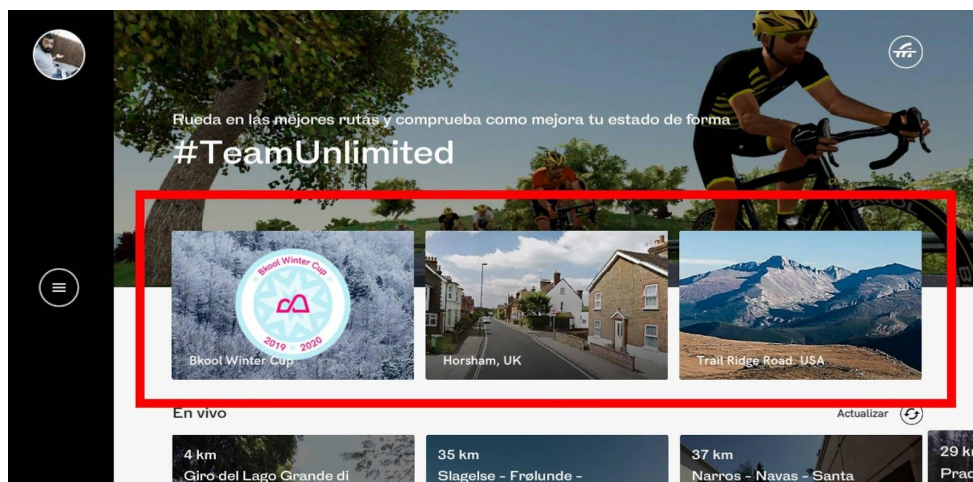 Rueda en las mejores rutas y comprueba como mejora tu estado de forma
#TeamUnlimited
Bkool Winter Cup
2019 2020
Bkool Winter Cup
Horsham, UK
Trail Ridge Road. USA
En vivo
Actualizar
4 km
Giro del Lago Grande di
35 km
Slagelse - Frølunde -
37 km
Narros - Navas - Santa
29